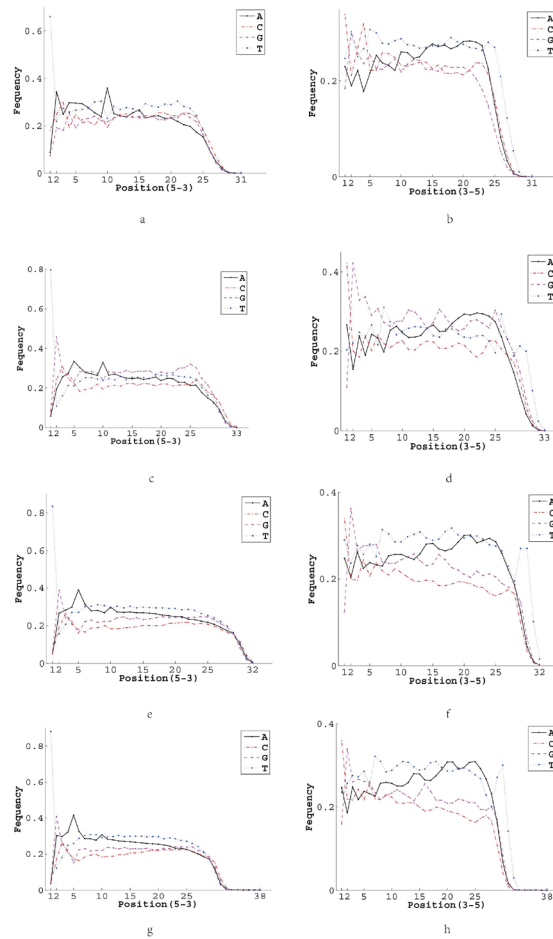 0.8
0.6
0.4
0.2
0
Fequency
A
C
G
T
12 5 10 15 20 25 31
Position(5-3)
a
0.2
0
Fequency
A
C
G
T
12 5 10 15 20 25 31
Position(3-5)
b
0.8
0.6
0.4
0.2
0
Fequency
A
C
G
T
12 5 10 15 20 25 33
Position(5-3)
c
0.4
0.2
0
Fequency
A
C
G
T
12 5 10 15 20 25 33
Position(3-5)
d
0.8
0.6
0.4
0.2
0
Fequency
A
C
G
T
12 5 10 15 20 25 32
Position(5-3)
e
0.4
0.2
0
Fequency
A
C
G
T
12 5 10 15 20 25 32
Position(3-5)
f
0.8
0.6
0.4
0.2
0
Fequency
A
C
G
T
12 5 10 15 20 25 38
Position(5-3)
g
0.4
0.2
0
Fequency
A
C
G
T
12 5 10 15 20 25 38
Position(3-5)
h